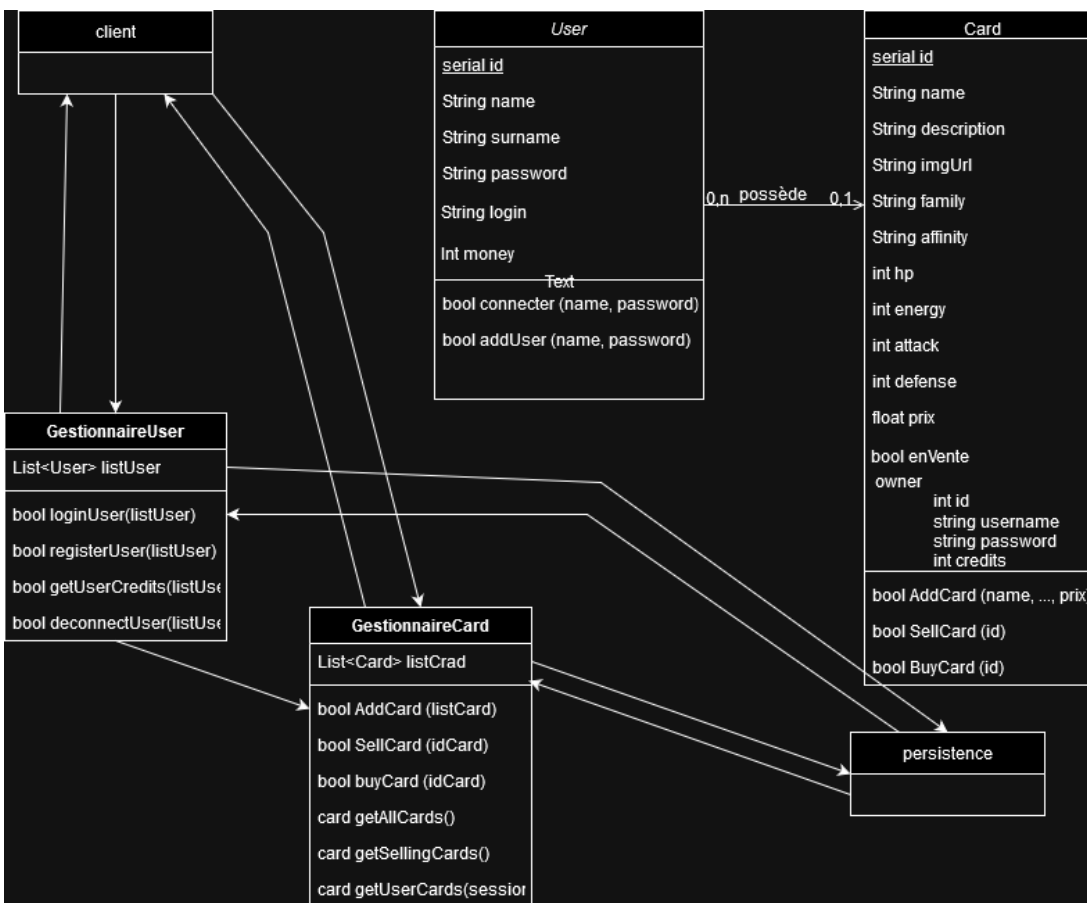 client
User
serial id
String name
String surname
String password
String login
Int money
Text
bool connecter (name, password)
bool addUser (name, password)
0,n possède 0,1
Card
serial id
String name
String description
String imgUrl
String family
String affinity
int hp
int energy
int attack
int defense
float prix
bool enVente
owner
int id
string username
string password
int credits
bool AddCard (name, ..., prix
bool SellCard (id)
bool BuyCard (id)
GestionnaireUser
List<User> listUser
bool loginUser(listUser)
bool registerUser(listUser)
bool getUserCredits(listUse
bool deconnectUser(listUse
GestionnaireCard
List<Card> listCrad
bool AddCard (listCard)
bool SellCard (idCard)
bool buyCard (idCard)
card getAllCards()
card getSellingCards()
card getUserCards(session
persistence